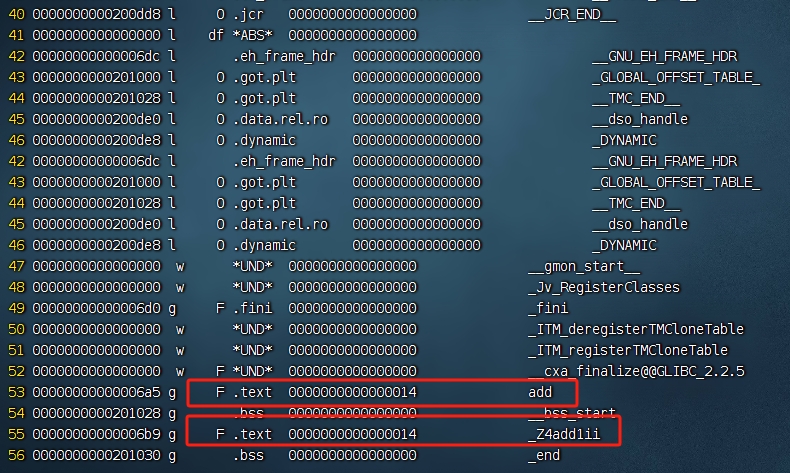 40 0000000000200dd8 l O .jcr 0000000000000000 __JCR_END__
41 0000000000000000 l df *ABS* 0000000000000000
42 00000000000006dc l .eh_frame_hdr 0000000000000000 __GNU_EH_FRAME_HDR
43 0000000000201000 l O .got.plt 0000000000000000 _GLOBAL_OFFSET_TABLE_
44 0000000000201028 l O .got.plt 0000000000000000 __TMC_END__
45 0000000000200de0 l O .data.rel.ro 0000000000000000 __dso_handle
46 0000000000200de8 l O .dynamic 0000000000000000 _DYNAMIC
42 00000000000006dc l .eh_frame_hdr 0000000000000000 __GNU_EH_FRAME_HDR
43 0000000000201000 l O .got.plt 0000000000000000 _GLOBAL_OFFSET_TABLE_
44 0000000000201028 l O .got.plt 0000000000000000 __TMC_END__
45 0000000000200de0 l O .data.rel.ro 0000000000000000 __dso_handle
46 0000000000200de8 l O .dynamic 0000000000000000 _DYNAMIC
47 0000000000000000 w *UND* 0000000000000000 __gmon_start__
48 0000000000000000 w *UND* 0000000000000000 _Jv_RegisterClasses
49 00000000000006d0 g F .fini 0000000000000000 _fini
50 0000000000000000 w *UND* 0000000000000000 _ITM_deregisterTMCloneTable
51 0000000000000000 w *UND* 0000000000000000 _ITM_registerTMCloneTable
52 0000000000000000 w F *UND* 0000000000000000 __cxa_finalize@@GLIBC_2.2.5
53 00000000000006a5 g F .text 0000000000000014 add
54 0000000000201028 g .bss 0000000000000000 __bss_start
55 00000000000006b9 g F .text 0000000000000014 _Z4add1ii
56 0000000000201030 g .bss 0000000000000000 _end